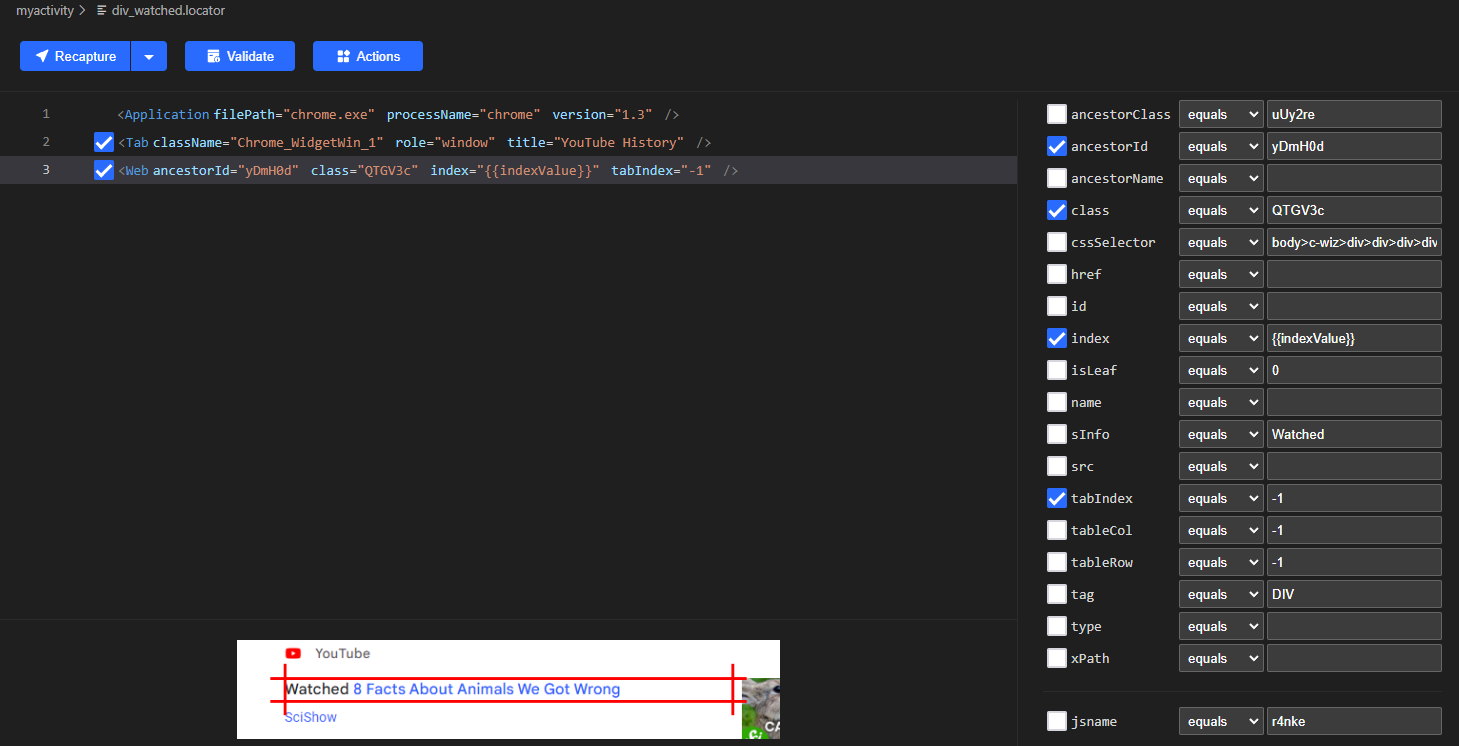 myactivity > div_watched.locator
Recapture
Validate
Actions
1 <Application filePath="chrome.exe" processName="chrome" version="1.3" />
2 <Tab className="Chrome_WidgetWin_1" role="window" title="YouTube History" />
3 <Web ancestorId="yDmH0d" class="QTGV3c" index="{{indexValue}}" tabIndex="-1" />
ancestorClass equals uUy2re
ancestorId equals yDmH0d
ancestorName equals
class equals QTGV3c
cssSelector equals body>c-wiz>div>div>div>div
href equals
id equals
index equals {{indexValue}}
isLeaf equals 0
name equals
sInfo equals Watched
src equals
tabIndex equals -1
tableCol equals -1
tableRow equals -1
tag equals DIV
type equals
xPath equals
jsname equals r4nke
YouTube
Watched 8 Facts About Animals We Got Wrong
SciShow